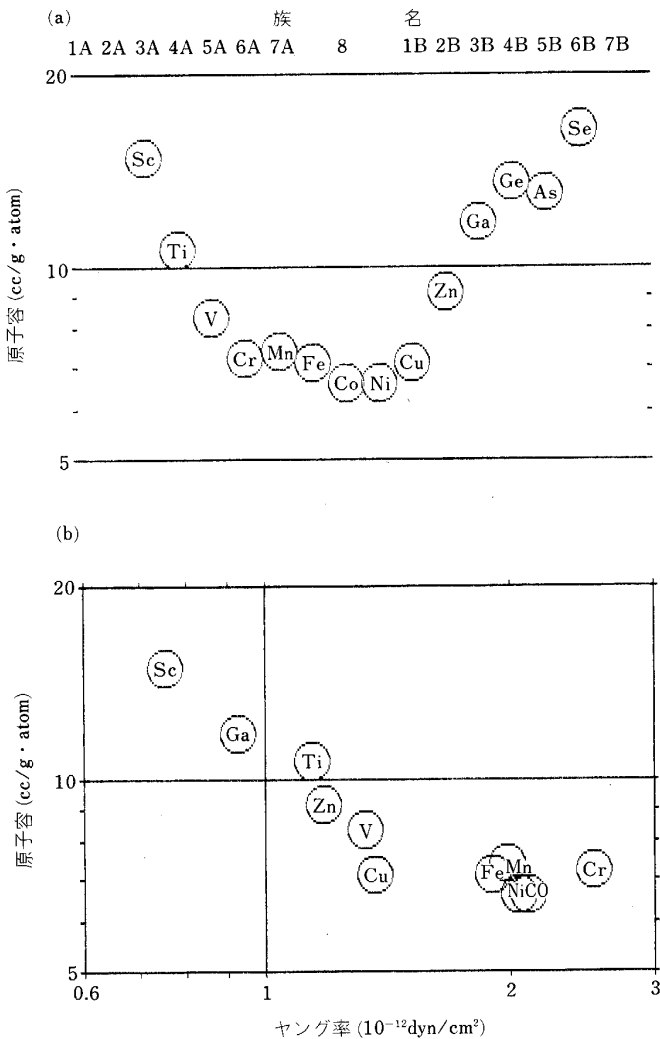 (a) 族 名
1A 2A 3A 4A 5A 6A 7A 8 1B 2B 3B 4B 5B 6B 7B
20
Se
Sc
Ge
As
Ga
Ti
10
Zn
V
Cr Mn Fe Co Ni Cu
5
原子容 (cc/g・atom)
(b)
20
Sc
Ga
Ti
10
Zn
V
Cu
Fe Mn Cr
NiCO
5
原子容 (cc/g・atom)
0.6 1 2 3
ヤング率 (10⁻¹²dyn/cm²)